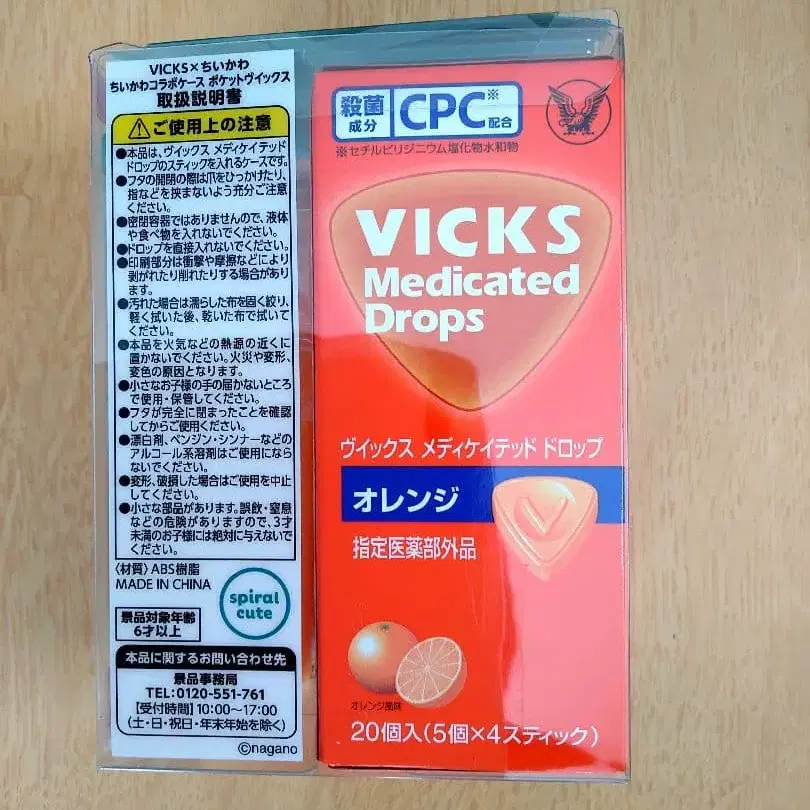 VICKS×ちいかわ
ちいかわコラボケース ポケットヴイックス
取扱説明書
⚠ご使用上の注意
●本品は、ヴイックス メディケイテッド
ドロップのスティックを入れるケースです。
●フタの開閉の際は爪をひっかけたり、
指などを挟まないよう充分ご注意
ください。
●密閉容器ではありませんので、液体
や食べ物を入れないでください。
●ドロップを直接入れないでください。
●印刷部分は衝撃や摩擦などにより
剥がれたり削れたりする場合があり
ます。
●汚れた場合は濡らした布を固く絞り、
軽く拭いた後、乾いた布で拭いて
ください。
●本品を火気などの熱源の近くに
置かないでください。火災や変形、
変色の原因となります。
●小さなお子様の手の届かないところ
で使用・保管してください。
●フタが完全に閉まったことを確認
してからご使用ください。
●漂白剤、ベンジン・シンナーなどの
アルコール系溶剤はご使用になら
ないでください。
●変形、破損した場合はご使用を中止
してください。
●小さな部品があります。誤飲・窒息
などの危険がありますので、3才
未満のお子様には絶対に与えないで
ください。
〈材質〉ABS樹脂
MADE IN CHINA
spiral
cute
景品対象年齢
6才以上
本品に関するお問い合わせ先
景品事務局
TEL:0120-551-761
【受付時間】10:00〜17:00
(土・日・祝日・年末年始を除く)
©nagano
殺菌
成分
CPC※
配合
※セチルピリジニウム塩化物水和物
VICKS
Medicated
Drops
ヴイックス メディケイテッド ドロップ
オレンジ
指定医薬部外品
オレンジ風味
20個入(5個×4スティック)